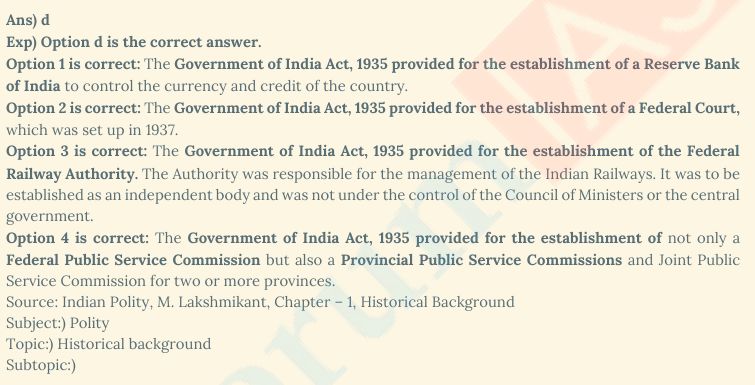 Ans) d
Exp) Option d is the correct answer.
Option 1 is correct: The Government of India Act, 1935 provided for the establishment of a Reserve Bank
of India to control the currency and credit of the country.
Option 2 is correct: The Government of India Act, 1935 provided for the establishment of a Federal Court,
which was set up in 1937.
Option 3 is correct: The Government of India Act, 1935 provided for the establishment of the Federal
Railway Authority. The Authority was responsible for the management of the Indian Railways. It was to be
established as an independent body and was not under the control of the Council of Ministers or the central
government.
Option 4 is correct: The Government of India Act, 1935 provided for the establishment of not only a
Federal Public Service Commission but also a Provincial Public Service Commissions and Joint Public
Service Commission for two or more provinces.
Source: Indian Polity, M. Lakshmikant, Chapter – 1, Historical Background
Subject:) Polity
Topic:) Historical background
Subtopic:)